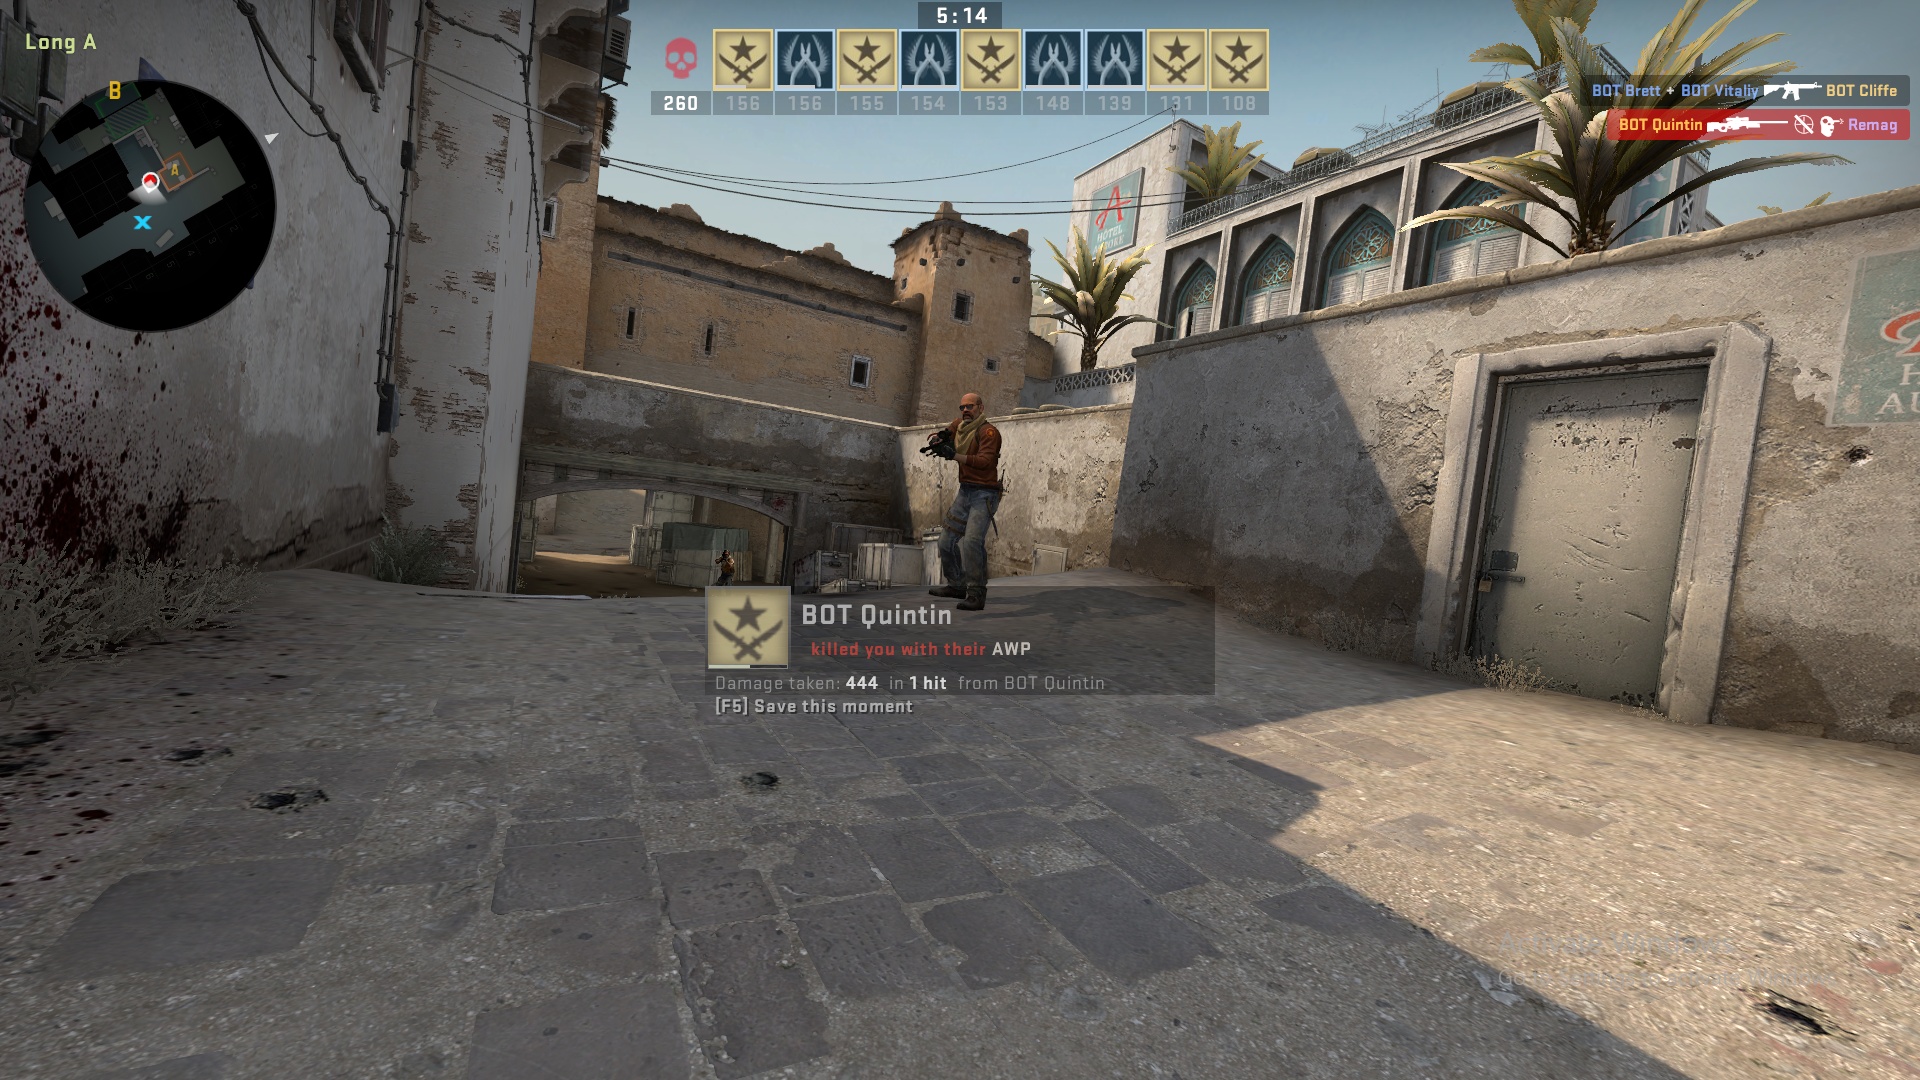 Long A
B
A
5:14
260 156 156 155 154 153 148 139 131 108
BOT Brett + BOT Vitaliy BOT Cliffe
BOT Quintin Remag
A
HOTEL
BOT Quintin
killed you with their AWP
Damage taken: 444 in 1 hit from BOT Quintin
[F5] Save this moment